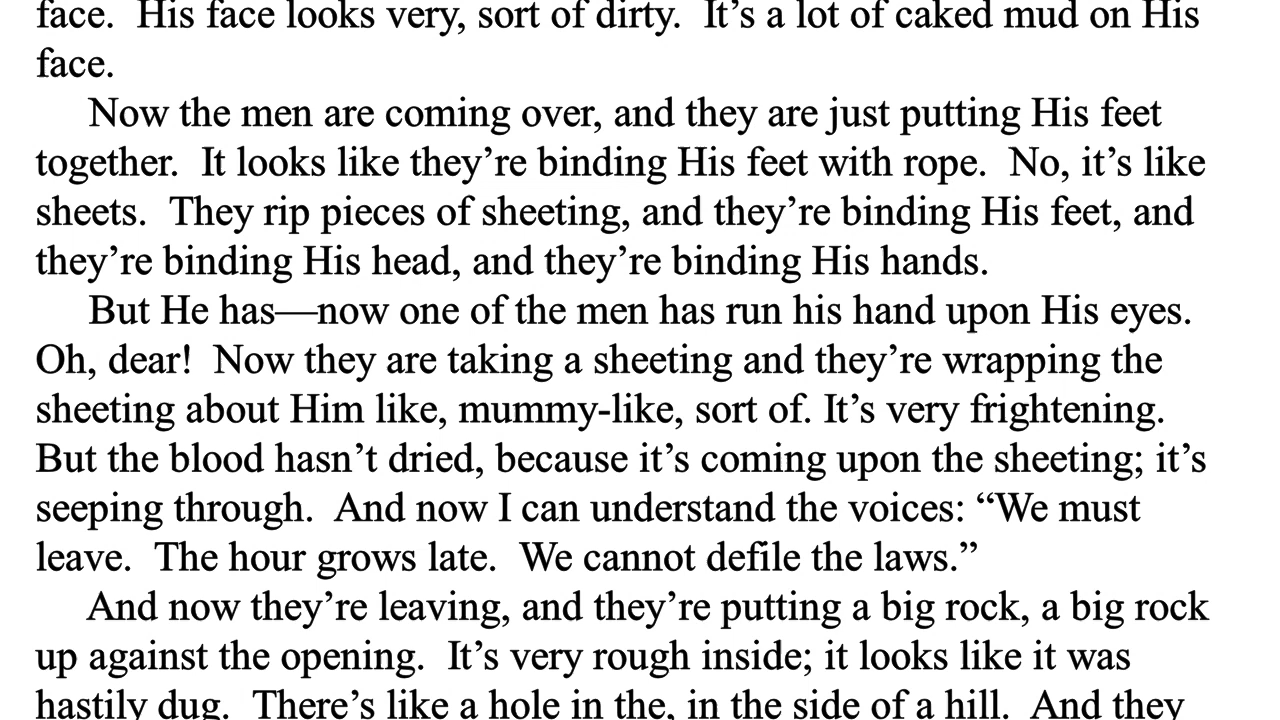 face.  His face looks very, sort of dirty.  It’s a lot of caked mud on His
face.
Now the men are coming over, and they are just putting His feet
together.  It looks like they’re binding His feet with rope.  No, it’s like
sheets.  They rip pieces of sheeting, and they’re binding His feet, and
they’re binding His head, and they’re binding His hands.
But He has—now one of the men has run his hand upon His eyes.
Oh, dear!  Now they are taking a sheeting and they’re wrapping the
sheeting about Him like, mummy-like, sort of. It’s very frightening.
But the blood hasn’t dried, because it’s coming upon the sheeting; it’s
seeping through.  And now I can understand the voices: “We must
leave.  The hour grows late.  We cannot defile the laws.”
And now they’re leaving, and they’re putting a big rock, a big rock
up against the opening.  It’s very rough inside; it looks like it was
hastily dug.  There’s like a hole in the, in the side of a hill.  And they